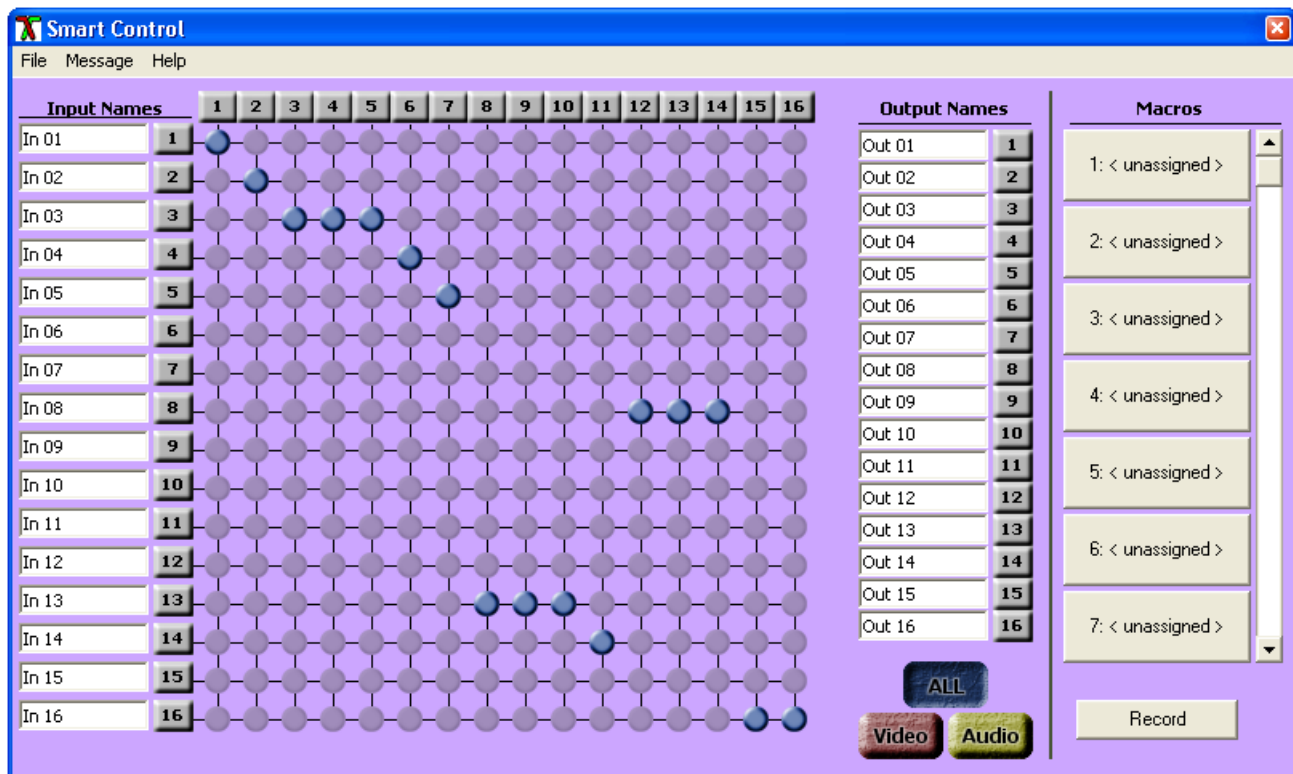 Smart Control
File Message Help
Input Names 1 2 3 4 5 6 7 8 9 10 11 12 13 14 15 16
In 01 1
In 02 2
In 03 3
In 04 4
In 05 5
In 06 6
In 07 7
In 08 8
In 09 9
In 10 10
In 11 11
In 12 12
In 13 13
In 14 14
In 15 15
In 16 16
Output Names
Out 01 1
Out 02 2
Out 03 3
Out 04 4
Out 05 5
Out 06 6
Out 07 7
Out 08 8
Out 09 9
Out 10 10
Out 11 11
Out 12 12
Out 13 13
Out 14 14
Out 15 15
Out 16 16
ALL
Video Audio
Macros
1: < unassigned >
2: < unassigned >
3: < unassigned >
4: < unassigned >
5: < unassigned >
6: < unassigned >
7: < unassigned >
Record